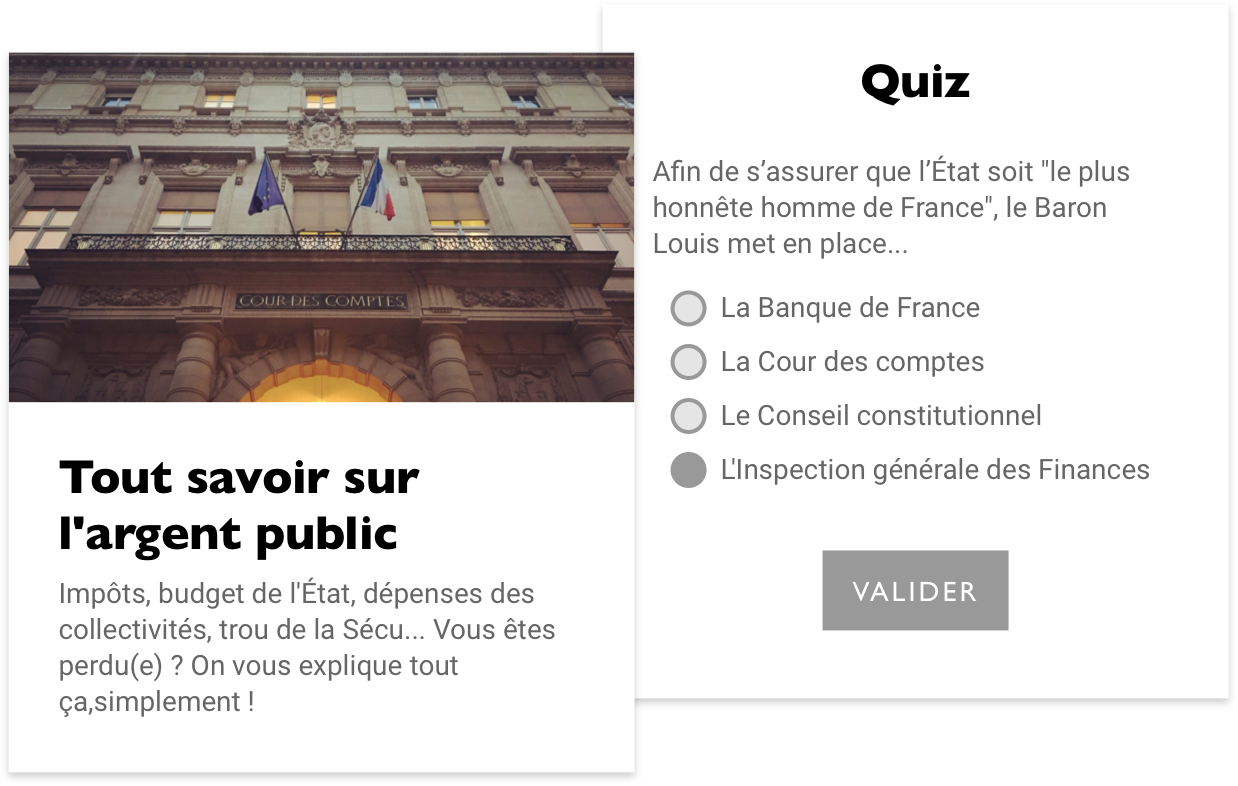 COUR DES COMPTES
Tout savoir sur
l'argent public
Impôts, budget de l'État, dépenses des
collectivités, trou de la Sécu... Vous êtes
perdu(e) ? On vous explique tout
ça,simplement !
Quiz
Afin de s’assurer que l’État soit "le plus
honnête homme de France", le Baron
Louis met en place...
La Banque de France
La Cour des comptes
Le Conseil constitutionnel
L'Inspection générale des Finances
VALIDER